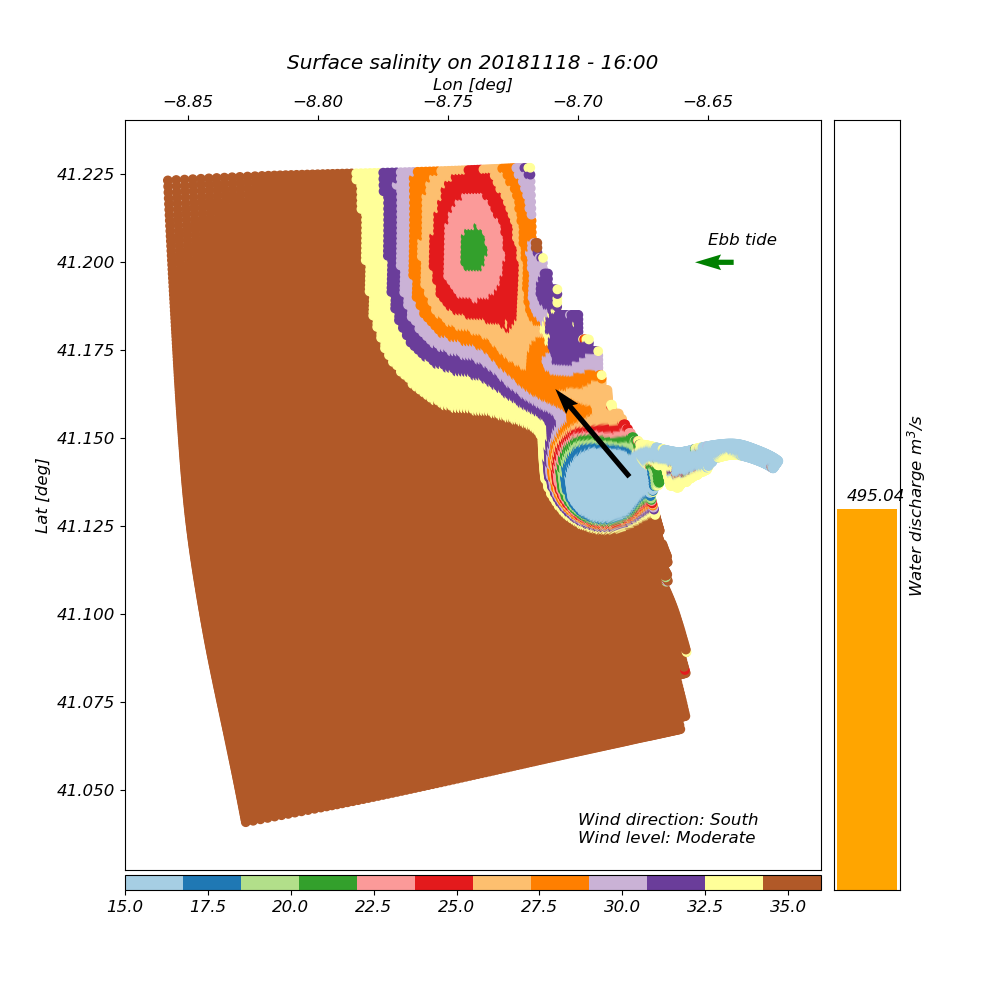 Surface salinity on 20181118 - 16:00
Lon [deg]
−8.85 −8.80 −8.75 −8.70 −8.65
41.225
41.200
41.175
41.150
41.125
41.100
41.075
41.050
Lat [deg]
Ebb tide
Wind direction: South
Wind level: Moderate
15.0 17.5 20.0 22.5 25.0 27.5 30.0 32.5 35.0
495.04
Water discharge m³/s